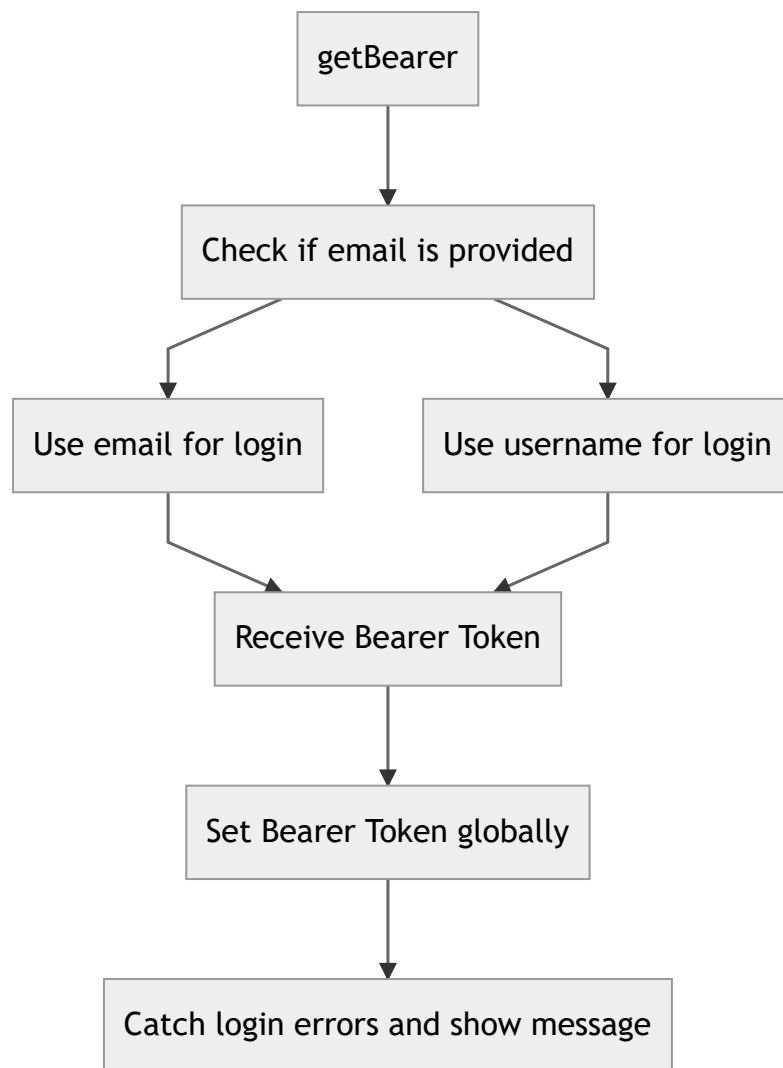 getBearer
Check if email is provided
Use email for login
Use username for login
Receive Bearer Token
Set Bearer Token globally
Catch login errors and show message